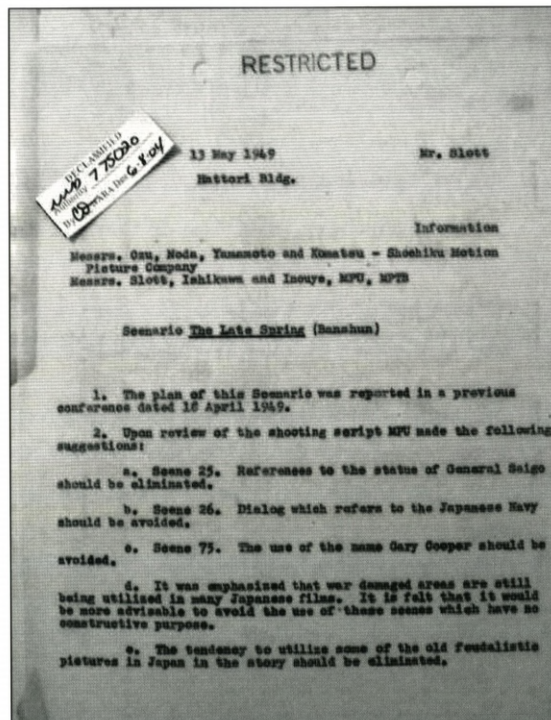 RESTRICTED
DECLASSIFIED
Authority NND 775020
By CD NARA Date 6-8-04
13 May 1949 Mr. Slott
Hattori Bldg.
Information
Messrs. Ozu, Noda, Yamamoto and Komatsu - Shochiku Motion
Picture Company
Messrs. Slott, Ishikawa and Inouye, MPU, MPTB
Scenario The Late Spring (Banshun)
1. The plan of this Scenario was reported in a previous
conference dated 18 April 1949.
2. Upon review of the shooting script MPU made the following
suggestions:
a. Scene 25. References to the statue of General Saigo
should be eliminated.
b. Scene 26. Dialog which refers to the Japanese Navy
should be avoided.
c. Scene 75. The use of the name Gary Cooper should be
avoided.
d. It was emphasized that war damaged areas are still
being utilized in many Japanese films. It is felt that it would
be more advisable to avoid the use of these scenes which have no
constructive purpose.
e. The tendency to utilize some of the old feudalistic
pictures in Japan in the story should be eliminated.